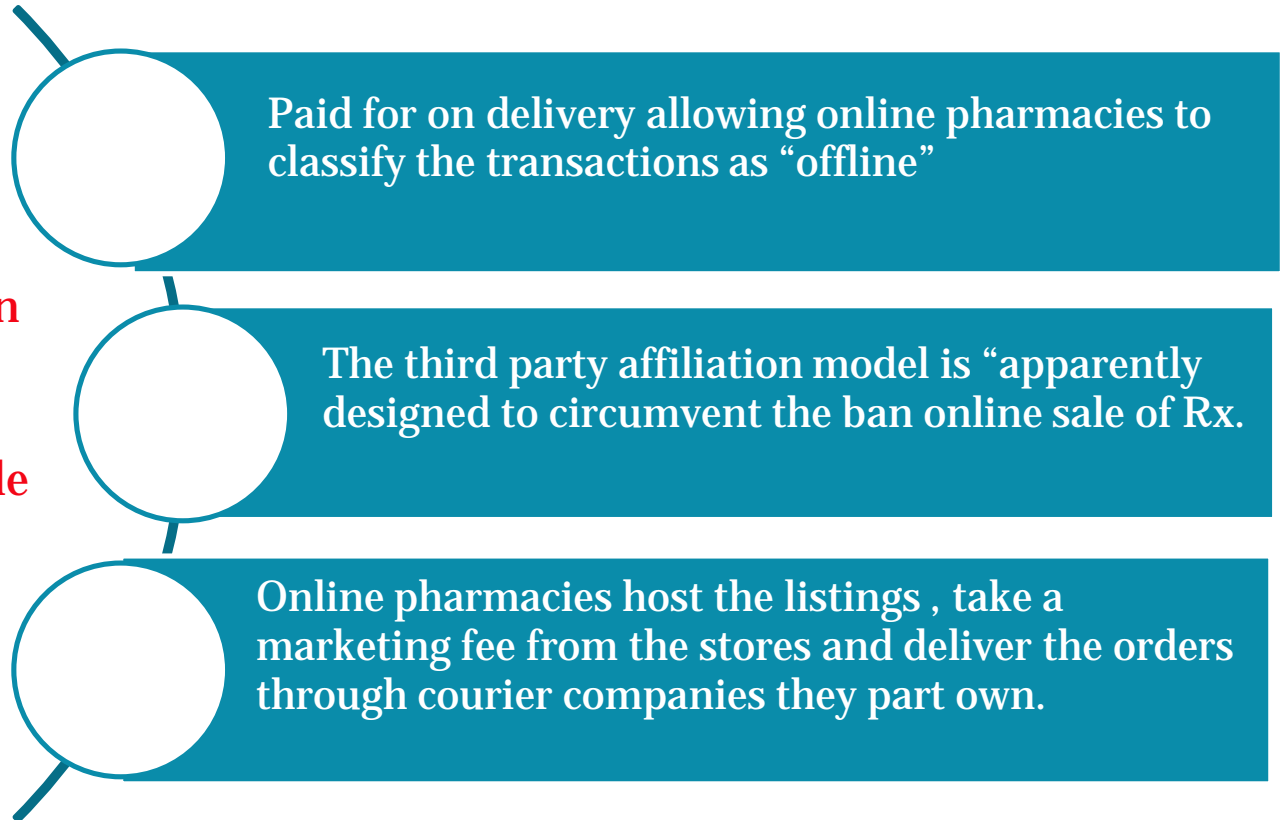 Paid for on delivery allowing online pharmacies to
classify the transactions as “offline”
The third party affiliation model is “apparently
designed to circumvent the ban online sale of Rx.
Online pharmacies host the listings , take a
marketing fee from the stores and deliver the orders
through courier companies they part own.